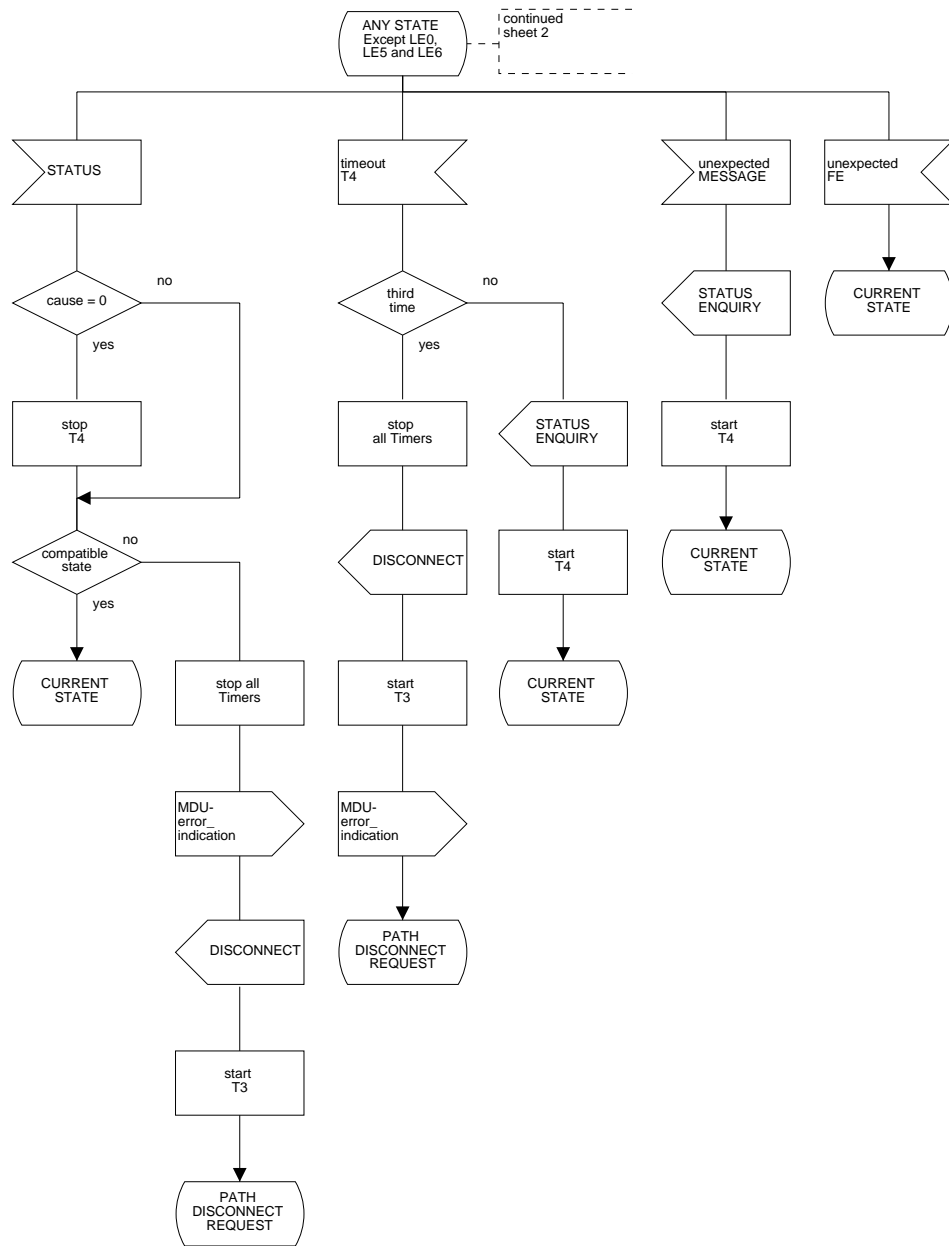 ANY STATE
Except LE0,
LE5 and LE6
continued
sheet 2
STATUS
timeout
T4
unexpected
MESSAGE
unexpected
FE
cause = 0
no
yes
third
time
no
yes
STATUS
ENQUIRY
CURRENT
STATE
stop
T4
stop
all Timers
STATUS
ENQUIRY
start
T4
compatible
state
no
yes
DISCONNECT
start
T4
CURRENT
STATE
CURRENT
STATE
stop all
Timers
start
T3
CURRENT
STATE
MDU-
error_
indication
MDU-
error_
indication
DISCONNECT
PATH
DISCONNECT
REQUEST
start
T3
PATH
DISCONNECT
REQUEST